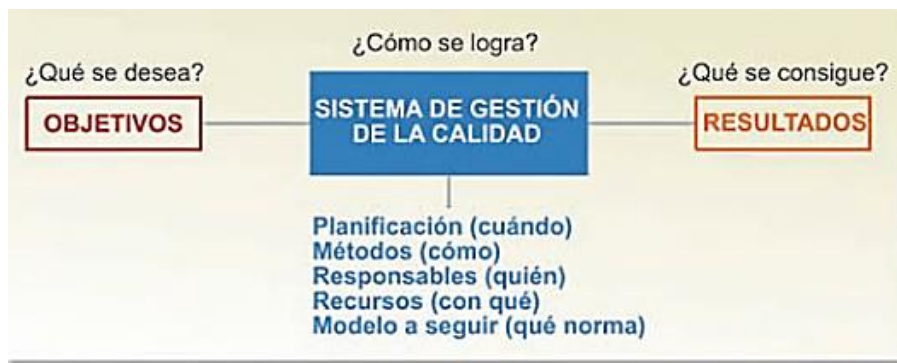 ¿Cómo se logra?
¿Qué se desea?
¿Qué se consigue?
OBJETIVOS
SISTEMA DE GESTIÓN
DE LA CALIDAD
RESULTADOS
Planificación (cuándo)
Métodos (cómo)
Responsables (quién)
Recursos (con qué)
Modelo a seguir (qué norma)